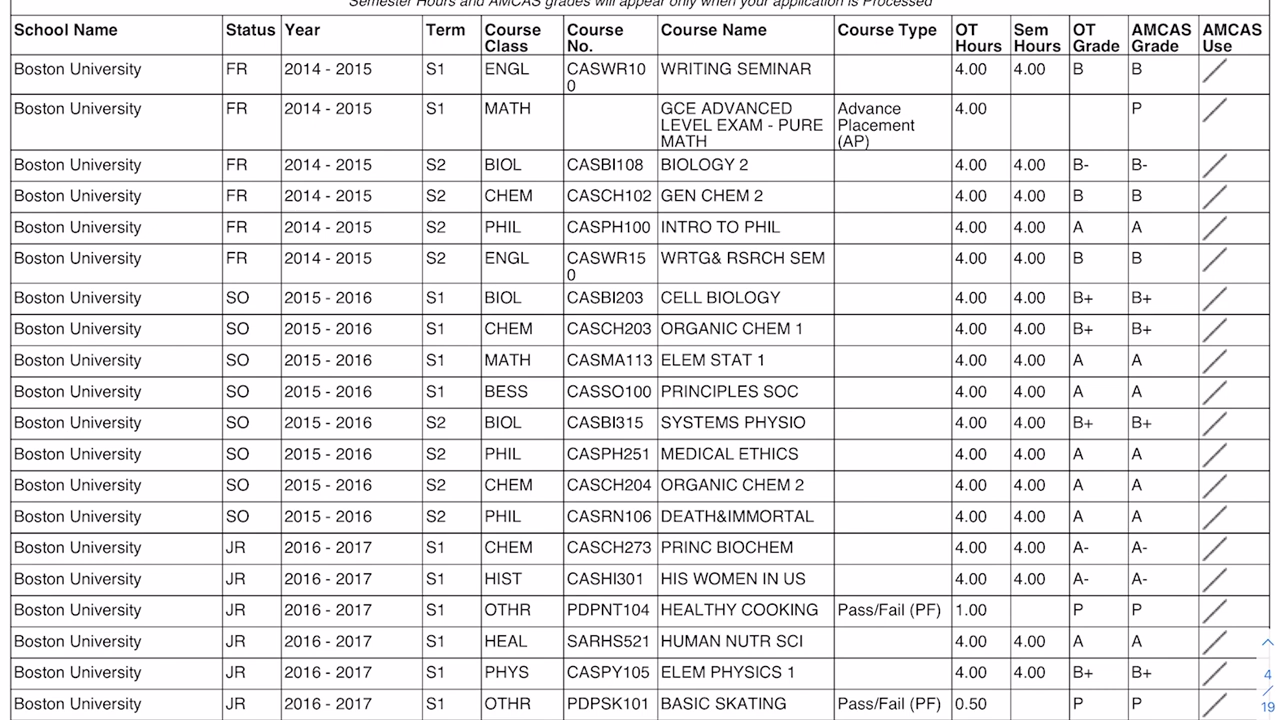 Semester Hours and AMCAS grades will appear only when your application is Processed
School Name Status Year Term Course Class Course No. Course Name Course Type OT Hours Sem Hours OT Grade AMCAS Grade AMCAS Use
Boston University FR 2014 - 2015 S1 ENGL CASWR100 WRITING SEMINAR 4.00 4.00 B B
Boston University FR 2014 - 2015 S1 MATH GCE ADVANCED LEVEL EXAM - PURE MATH Advance Placement (AP) 4.00 P
Boston University FR 2014 - 2015 S2 BIOL CASBI108 BIOLOGY 2 4.00 4.00 B- B-
Boston University FR 2014 - 2015 S2 CHEM CASCH102 GEN CHEM 2 4.00 4.00 B B
Boston University FR 2014 - 2015 S2 PHIL CASPH100 INTRO TO PHIL 4.00 4.00 A A
Boston University FR 2014 - 2015 S2 ENGL CASWR150 WRTG& RSRCH SEM 4.00 4.00 B B
Boston University SO 2015 - 2016 S1 BIOL CASBI203 CELL BIOLOGY 4.00 4.00 B+ B+
Boston University SO 2015 - 2016 S1 CHEM CASCH203 ORGANIC CHEM 1 4.00 4.00 B+ B+
Boston University SO 2015 - 2016 S1 MATH CASMA113 ELEM STAT 1 4.00 4.00 A A
Boston University SO 2015 - 2016 S1 BESS CASSO100 PRINCIPLES SOC 4.00 4.00 A A
Boston University SO 2015 - 2016 S2 BIOL CASBI315 SYSTEMS PHYSIO 4.00 4.00 B+ B+
Boston University SO 2015 - 2016 S2 PHIL CASPH251 MEDICAL ETHICS 4.00 4.00 A A
Boston University SO 2015 - 2016 S2 CHEM CASCH204 ORGANIC CHEM 2 4.00 4.00 A A
Boston University SO 2015 - 2016 S2 PHIL CASRN106 DEATH&IMMORTAL 4.00 4.00 A A
Boston University JR 2016 - 2017 S1 CHEM CASCH273 PRINC BIOCHEM 4.00 4.00 A- A-
Boston University JR 2016 - 2017 S1 HIST CASHI301 HIS WOMEN IN US 4.00 4.00 A- A-
Boston University JR 2016 - 2017 S1 OTHR PDPNT104 HEALTHY COOKING Pass/Fail (PF) 1.00 P P
Boston University JR 2016 - 2017 S1 HEAL SARHS521 HUMAN NUTR SCI 4.00 4.00 A A
Boston University JR 2016 - 2017 S1 PHYS CASPY105 ELEM PHYSICS 1 4.00 4.00 B+ B+
Boston University JR 2016 - 2017 S1 OTHR PDPSK101 BASIC SKATING Pass/Fail (PF) 0.50 P P
4
/
19